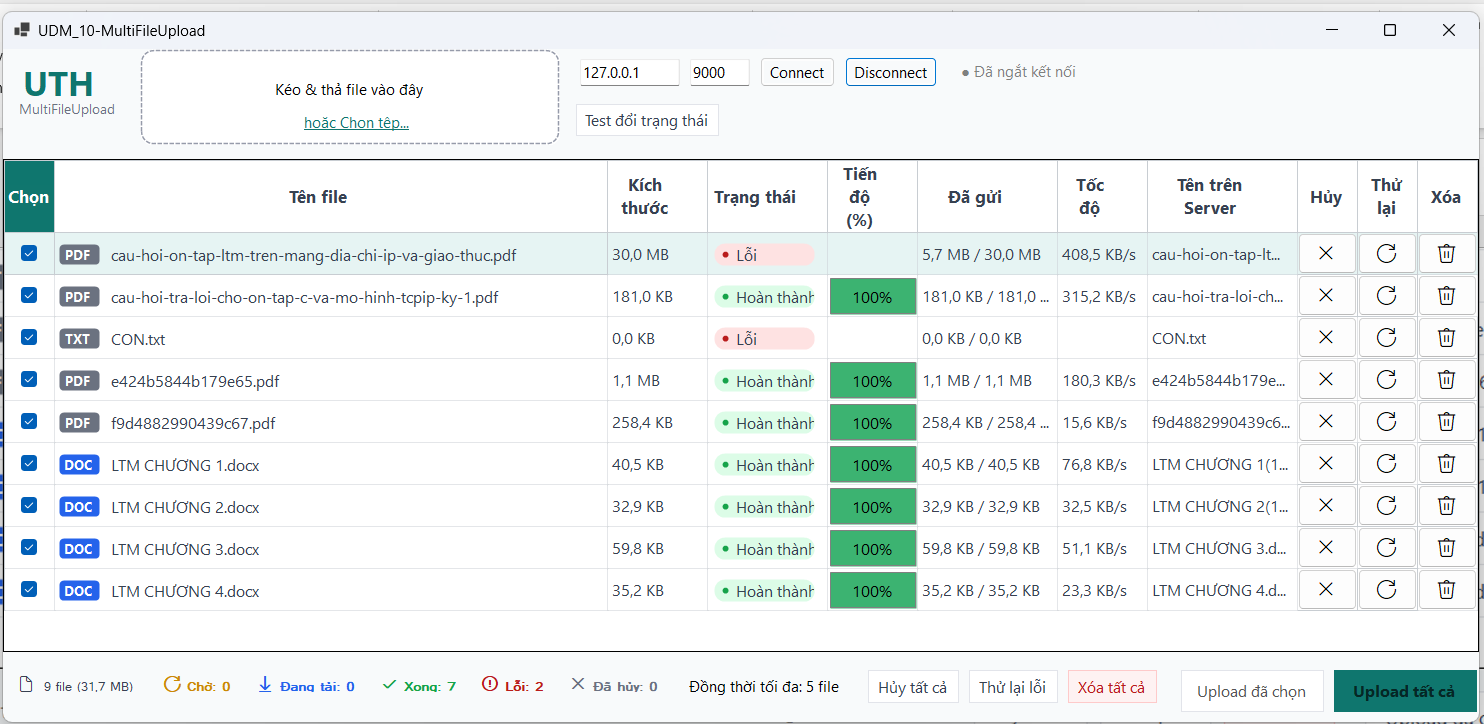 UDM_10-MultiFileUpload
UTH
MultiFileUpload
Kéo & thả file vào đây
hoặc Chon tệp...
127.0.0.1 9000 Connect Disconnect ● Đã ngắt kết nối
Test đổi trạng thái
Chọn Tên file Kích thước Trạng thái Tiến độ (%) Đã gửi Tốc độ Tên trên Server Hủy Thử lại Xóa
PDF cau-hoi-on-tap-ltm-tren-mang-dia-chi-ip-va-giao-thuc.pdf 30,0 MB ● Lỗi 5,7 MB / 30,0 MB 408,5 KB/s cau-hoi-on-tap-lt...
PDF cau-hoi-tra-loi-cho-on-tap-c-va-mo-hinh-tcpip-ky-1.pdf 181,0 KB ● Hoàn thành 100% 181,0 KB / 181,0 ... 315,2 KB/s cau-hoi-tra-loi-ch...
TXT CON.txt 0,0 KB ● Lỗi 0,0 KB / 0,0 KB CON.txt
PDF e424b5844b179e65.pdf 1,1 MB ● Hoàn thành 100% 1,1 MB / 1,1 MB 180,3 KB/s e424b5844b179e...
PDF f9d4882990439c67.pdf 258,4 KB ● Hoàn thành 100% 258,4 KB / 258,4 ... 15,6 KB/s f9d4882990439c6...
DOC LTM CHƯƠNG 1.docx 40,5 KB ● Hoàn thành 100% 40,5 KB / 40,5 KB 76,8 KB/s LTM CHƯƠNG 1(1...
DOC LTM CHƯƠNG 2.docx 32,9 KB ● Hoàn thành 100% 32,9 KB / 32,9 KB 32,5 KB/s LTM CHƯƠNG 2(1...
DOC LTM CHƯƠNG 3.docx 59,8 KB ● Hoàn thành 100% 59,8 KB / 59,8 KB 51,1 KB/s LTM CHƯƠNG 3.d...
DOC LTM CHƯƠNG 4.docx 35,2 KB ● Hoàn thành 100% 35,2 KB / 35,2 KB 23,3 KB/s LTM CHƯƠNG 4.d...
9 file (31,7 MB) Chờ: 0 Đang tải: 0 Xong: 7 Lỗi: 2 Đã hủy: 0 Đồng thời tối đa: 5 file Hủy tất cả Thử lại lỗi Xóa tất cả Upload đã chọn Upload tất cả